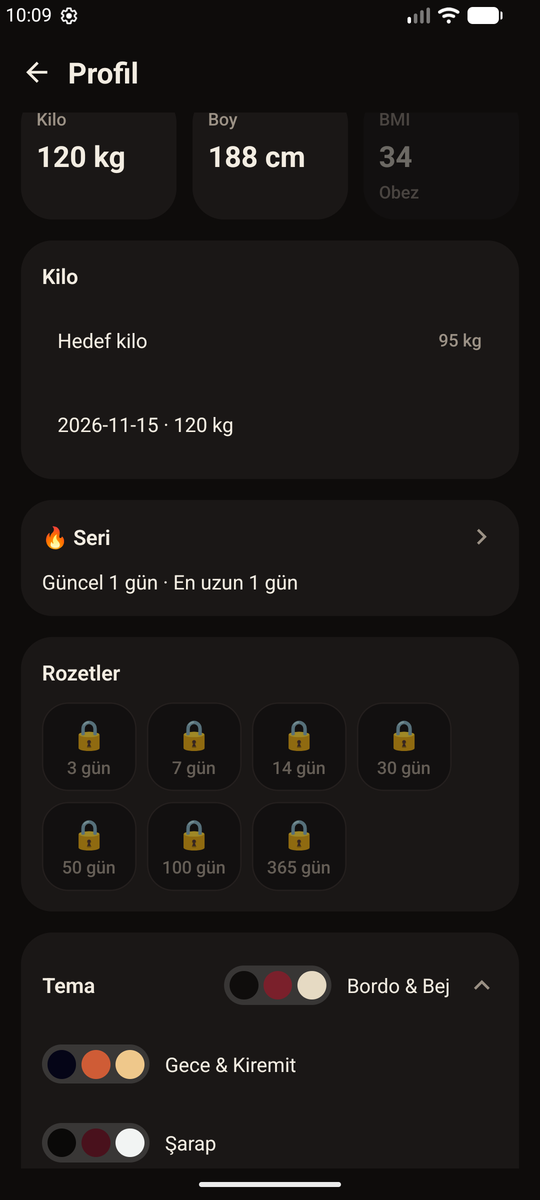 10:09
Profil
Kilo
120 kg
Boy
188 cm
BMI
34
Obez
Kilo
Hedef kilo 95 kg
2026-11-15 · 120 kg
🔥 Seri
Güncel 1 gün · En uzun 1 gün
Rozetler
3 gün
7 gün
14 gün
30 gün
50 gün
100 gün
365 gün
Tema Bordo & Bej
Gece & Kiremit
Şarap